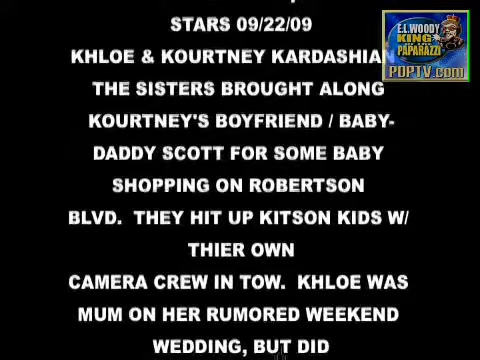 STARS 09/22/09
KHLOE & KOURTNEY KARDASHIAN
THE SISTERS BROUGHT ALONG
KOURTNEY'S BOYFRIEND / BABY-
DADDY SCOTT FOR SOME BABY
SHOPPING ON ROBERTSON
BLVD. THEY HIT UP KITSON KIDS W/
THIER OWN
CAMERA CREW IN TOW. KHLOE WAS
MUM ON HER RUMORED WEEKEND
WEDDING, BUT DID
E.L. WOODY
KING
OF THE
PAPARAZZI
POPTV.com